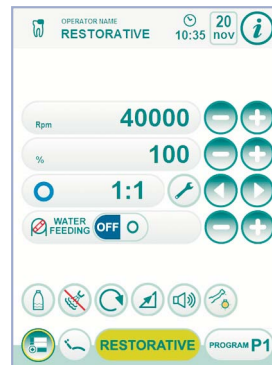 OPERATOR NAME
RESTORATIVE
10:35
20
nov
i
Rpm 40000
% 100
1:1
WATER FEEDING OFF
RESTORATIVE
PROGRAM P1